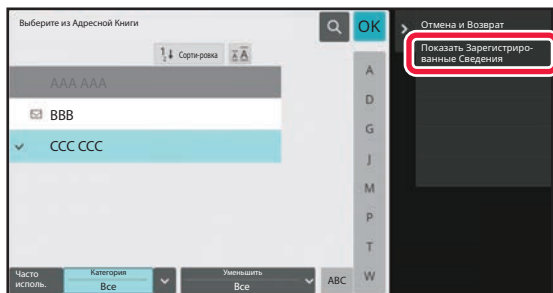 Выберите из Адресной Книги
OK
Отмена и Возврат
Показать Зарегистриро-
ванные Сведения
Сорти-ровка
A
AAA AAA
BBB
D
G
CCC CCC
J
M
P
T
W
Часто
исполь.
Категория
Все
Уменьшить
Все
ABC